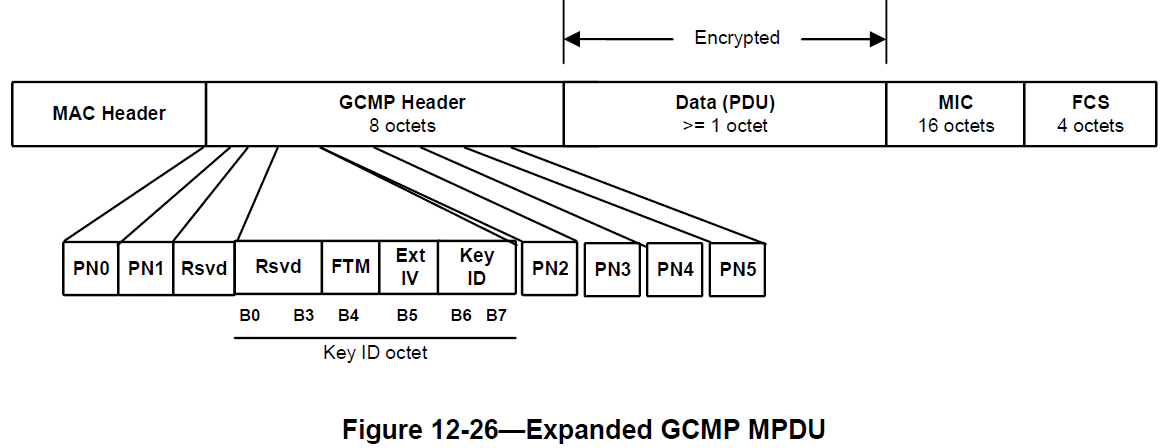 Encrypted
MAC Header
GCMP Header
8 octets
Data (PDU)
>= 1 octet
MIC
16 octets
FCS
4 octets
PN0
PN1
Rsvd
Rsvd
FTM
Ext
IV
Key
ID
PN2
PN3
PN4
PN5
B0
B3
B4
B5
B6
B7
Key ID octet
Figure 12-26—Expanded GCMP MPDU